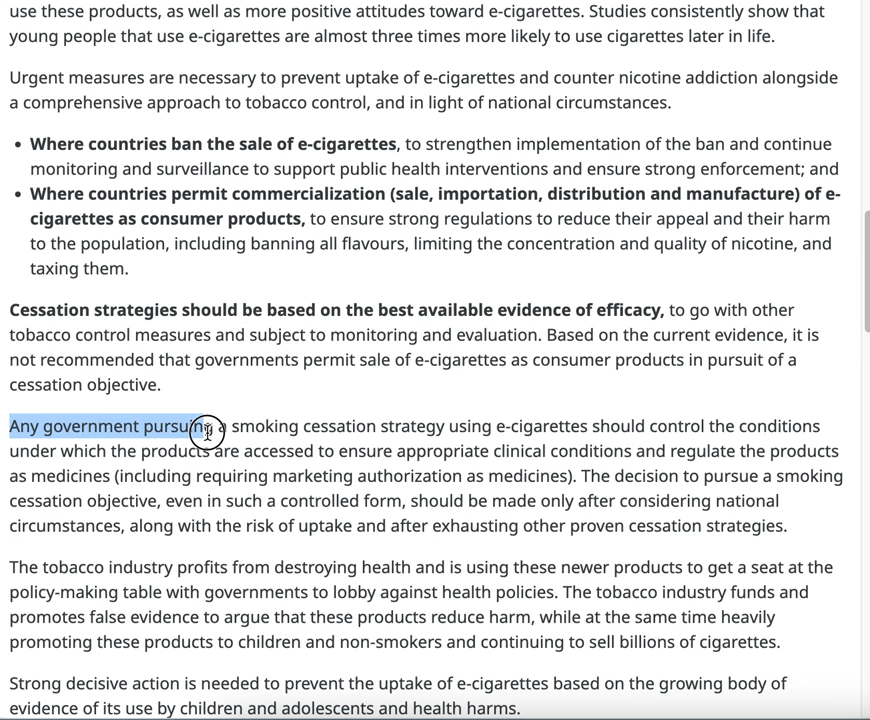 use these products, as well as more positive attitudes toward e-cigarettes. Studies consistently show that
young people that use e-cigarettes are almost three times more likely to use cigarettes later in life.
Urgent measures are necessary to prevent uptake of e-cigarettes and counter nicotine addiction alongside
a comprehensive approach to tobacco control, and in light of national circumstances.
• Where countries ban the sale of e-cigarettes, to strengthen implementation of the ban and continue
monitoring and surveillance to support public health interventions and ensure strong enforcement; and
• Where countries permit commercialization (sale, importation, distribution and manufacture) of e-
cigarettes as consumer products, to ensure strong regulations to reduce their appeal and their harm
to the population, including banning all flavours, limiting the concentration and quality of nicotine, and
taxing them.
Cessation strategies should be based on the best available evidence of efficacy, to go with other
tobacco control measures and subject to monitoring and evaluation. Based on the current evidence, it is
not recommended that governments permit sale of e-cigarettes as consumer products in pursuit of a
cessation objective.
Any government pursuing a smoking cessation strategy using e-cigarettes should control the conditions
under which the products are accessed to ensure appropriate clinical conditions and regulate the products
as medicines (including requiring marketing authorization as medicines). The decision to pursue a smoking
cessation objective, even in such a controlled form, should be made only after considering national
circumstances, along with the risk of uptake and after exhausting other proven cessation strategies.
The tobacco industry profits from destroying health and is using these newer products to get a seat at the
policy-making table with governments to lobby against health policies. The tobacco industry funds and
promotes false evidence to argue that these products reduce harm, while at the same time heavily
promoting these products to children and non-smokers and continuing to sell billions of cigarettes.
Strong decisive action is needed to prevent the uptake of e-cigarettes based on the growing body of
evidence of its use by children and adolescents and health harms.